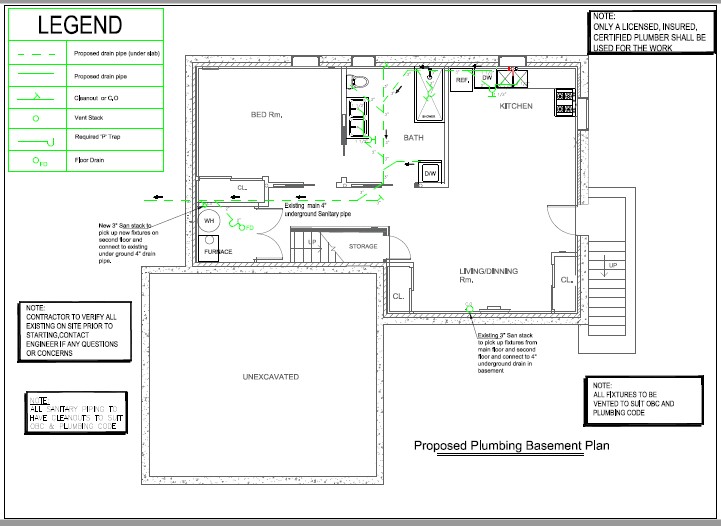 LEGEND
Proposed drain pipe (under slab)
Proposed drain pipe
Cleanout or C.O
Vent Stack
Required 'P' Trap
Floor Drain
FD
NOTE:
ONLY A LICENSED, INSURED,
CERTIFIED PLUMBER SHALL BE
USED FOR THE WORK
BED Rm.
BATH
SHOWER
REF.
DW
KITCHEN
D/W
CL.
Existing main 4"
underground Sanitary pipe
New 3" San stack to
pick up new fixtures on
second floor and
connect to existing
under ground 4" drain
pipe.
WH
FD
FURNACE
UP
STORAGE
LIVING/DINNING
Rm.
CL.
CL.
UP
NOTE:
CONTRACTOR TO VERIFY ALL
EXISTING ON SITE PRIOR TO
STARTING,CONTACT
ENGINEER IF ANY QUESTIONS
OR CONCERNS
Existing 3" San stack
to pick up fixtures from
main floor and second
floor and connect to 4"
underground drain in
basement
UNEXCAVATED
NOTE:
ALL SANITARY PIPING TO
HAVE CLEANOUTS TO SUIT
OBC & PLUMBING CODE
NOTE:
ALL FIXTURES TO BE
VENTED TO SUIT OBC AND
PLUMBING CODE
Proposed Plumbing Basement Plan